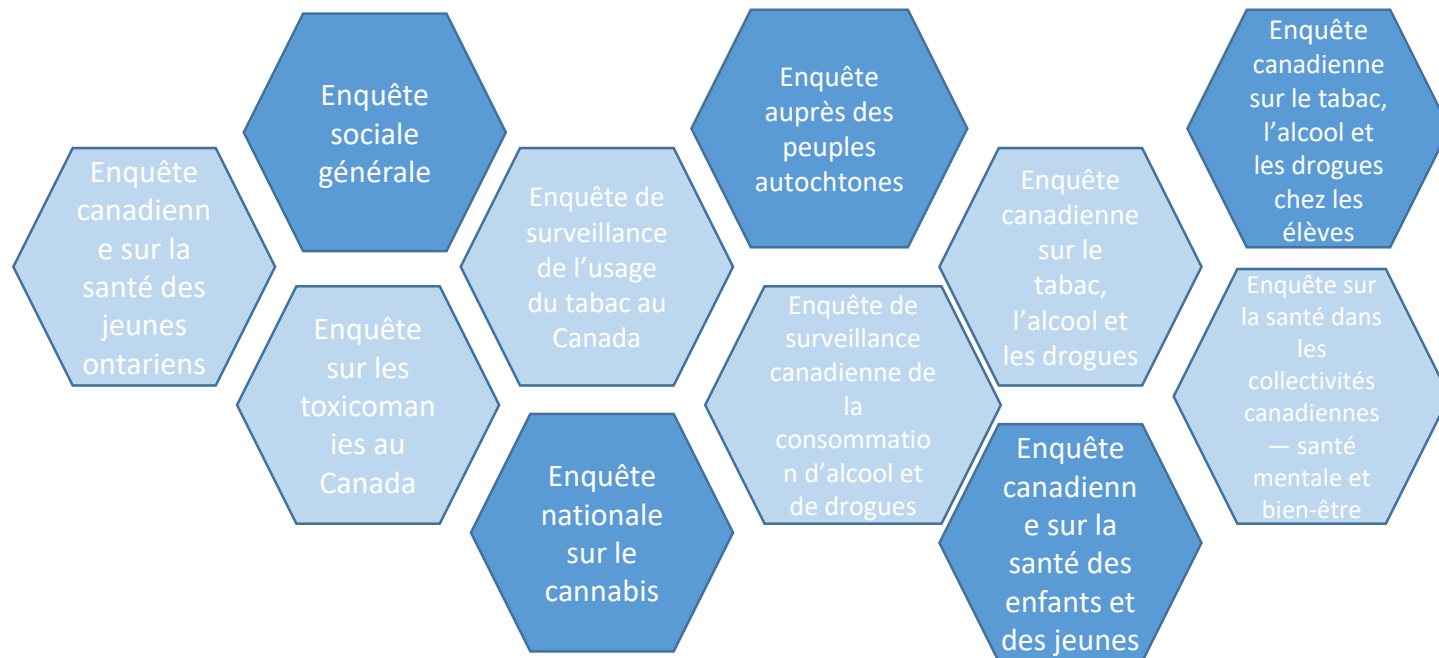 Enquête
canadienn
e sur la
santé des
jeunes
ontariens
Enquête
sociale
générale
Enquête
sur les
toxicoman
ies au
Canada
Enquête de
surveillance
de l’usage
du tabac au
Canada
Enquête
nationale
sur le
cannabis
Enquête
auprès des
peuples
autochtones
Enquête de
surveillance
canadienne de
la
consommatio
n d’alcool et
de drogues
Enquête
canadienne
sur le
tabac,
l’alcool et
les drogues
Enquête
canadienn
e sur la
santé des
enfants et
des jeunes
Enquête
canadienne
sur le tabac,
l’alcool et
les drogues
chez les
élèves
Enquête sur
la santé dans
les
collectivités
canadiennes
— santé
mentale et
bien-être